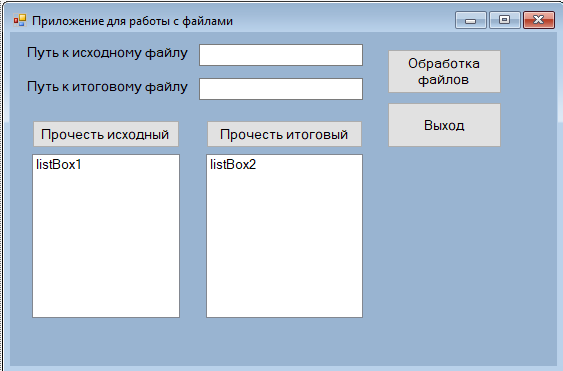 Приложение для работы с файлами
Путь к исходному файлу
Путь к итоговому файлу
Обработка
файлов
Выход
Прочесть исходный
Прочесть итоговый
listBox1
listBox2